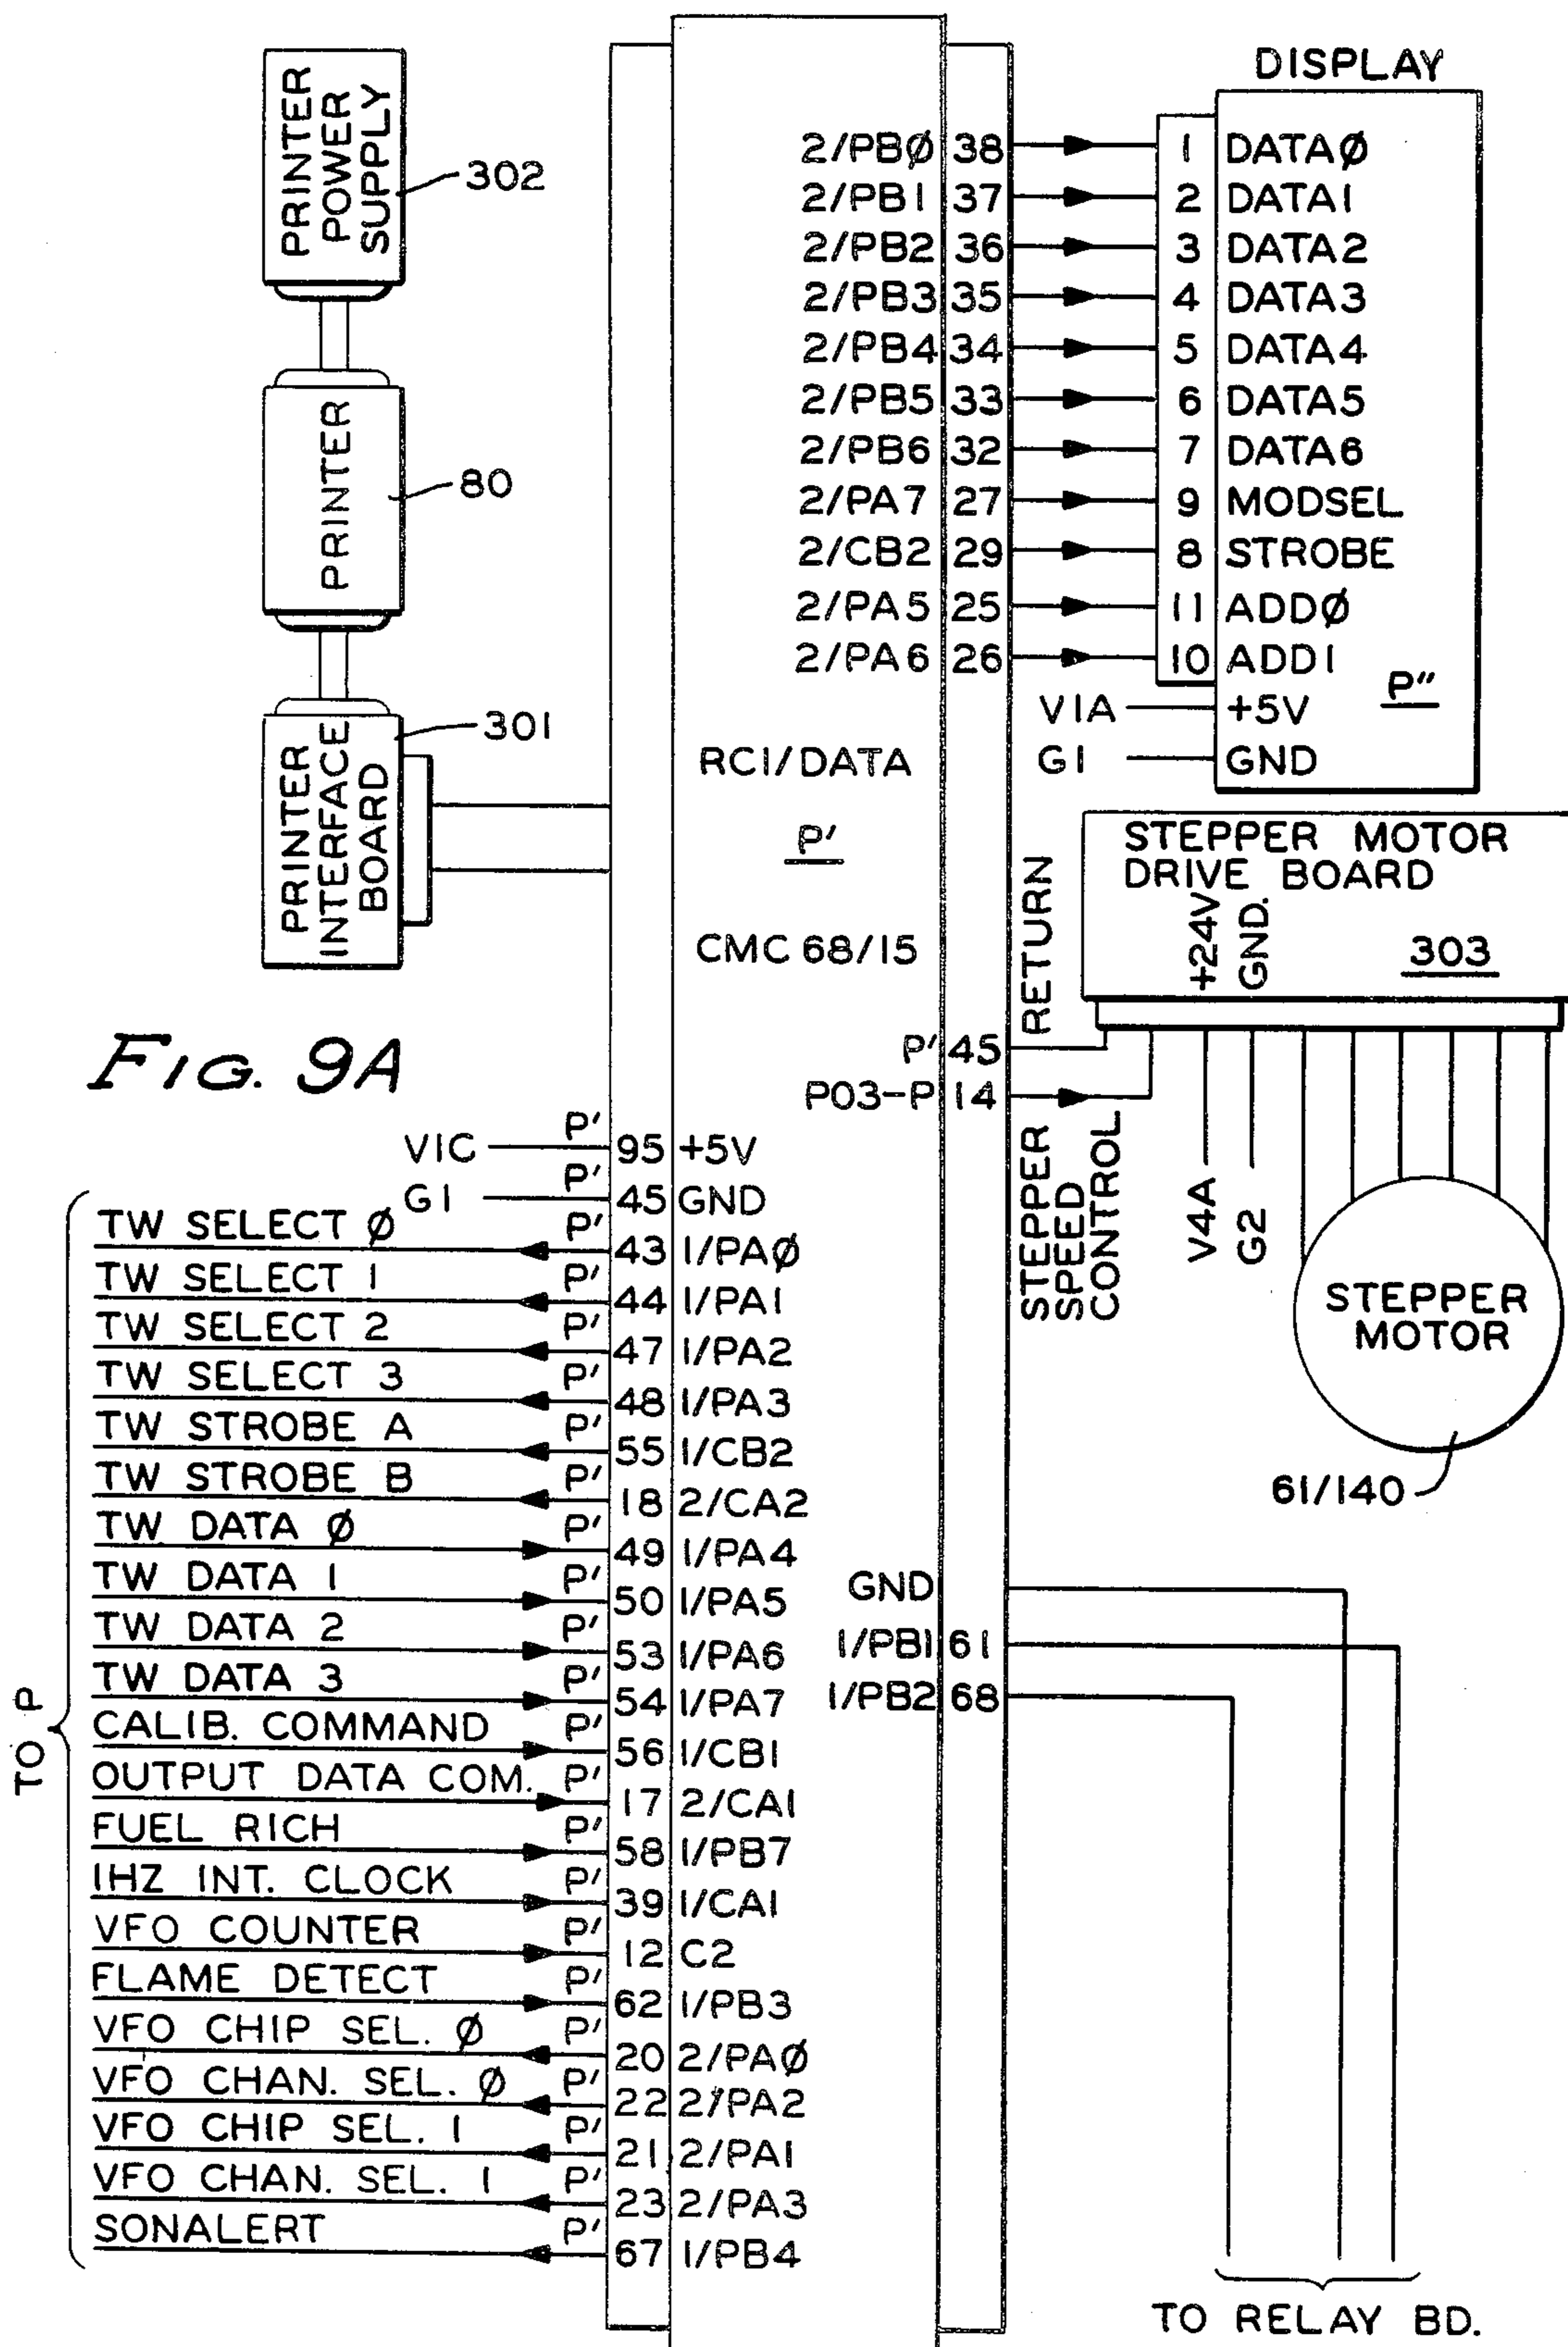 PRINTER
POWER
SUPPLY
302
PRINTER
80
PRINTER
INTERFACE
BOARD
301
FIG. 9A
DISPLAY
2/PBØ 38 1 DATAØ
2/PB1 37 2 DATA1
2/PB2 36 3 DATA2
2/PB3 35 4 DATA3
2/PB4 34 5 DATA4
2/PB5 33 6 DATA5
2/PB6 32 7 DATA6
2/PA7 27 9 MODSEL
2/CB2 29 8 STROBE
2/PA5 25 11 ADDØ
2/PA6 26 10 ADD1
P''
V1A +5V
G1 GND
RCI/DATA
P'
CMC 68/15
STEPPER MOTOR
DRIVE BOARD
+24V
GND.
303
RETURN
P' 45
P03-P 14
STEPPER
SPEED
CONTROL
V4A
G2
STEPPER
MOTOR
61/140
V1C P' 95 +5V
G1 P' 45 GND
TO P
TW SELECT Ø P' 43 1/PAØ
TW SELECT 1 P' 44 1/PA1
TW SELECT 2 P' 47 1/PA2
TW SELECT 3 P' 48 1/PA3
TW STROBE A P' 55 1/CB2
TW STROBE B P' 18 2/CA2
TW DATA Ø P' 49 1/PA4
TW DATA 1 P' 50 1/PA5
TW DATA 2 P' 53 1/PA6
TW DATA 3 P' 54 1/PA7
CALIB. COMMAND P' 56 1/CB1
OUTPUT DATA COM. P' 17 2/CA1
FUEL RICH P' 58 1/PB7
1HZ INT. CLOCK P' 39 1/CA1
VFO COUNTER P' 12 C2
FLAME DETECT P' 62 1/PB3
VFO CHIP SEL. Ø P' 20 2/PAØ
VFO CHAN. SEL. Ø P' 22 2/PA2
VFO CHIP SEL. 1 P' 21 2/PA1
VFO CHAN. SEL. 1 P' 23 2/PA3
SONALERT P' 67 1/PB4
GND
1/PB1 61
1/PB2 68
TO RELAY BD.